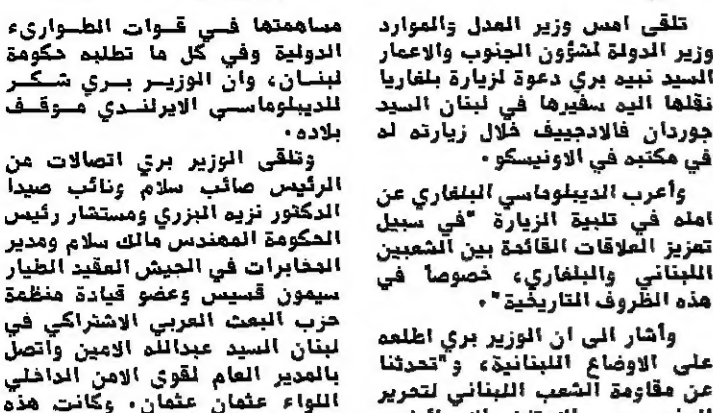 تلقى امس وزير العدل والموارد
وزير الدولة لشؤون الجنوب والاعمار
السيد نبيه بري دعوة لزيارة بلغاريا
نقلها اليه سفيرها في لبنان السيد
جوردان فالادجييف خلال زيارته له
في مكتبه في الاونيسكو.
وأعرب الديبلوماسي البلغاري عن
امله في تلبية الزيارة "في سبيل
تعزيز العلاقات القائمة بين الشعبين
اللبناني والبلغاري، خصوصاً في
هذه الظروف التاريخية".
وأشار الى ان الوزير بري اطلعه
على الاوضاع اللبنانية، و"تحدثنا
عن مقاومة الشعب اللبناني لتحرير
مساهمتها في قوات الطوارىء
الدولية وفي كل ما تطلبه حكومة
لبنان، وان الوزير بري شكر
للديبلوماسي الايرلندي موقف
بلاده.
وتلقى الوزير بري اتصالات من
الرئيس صائب سلام ونائب صيدا
الدكتور نزيه البزري ومستشار رئيس
الحكومة المهندس مالك سلام ومدير
المخابرات في الجيش العقيد الطيار
سيمون قسيس وعضو قيادة منظمة
حزب البعث العربي الاشتراكي في
لبنان السيد عبدالله الامين واتصل
بالمدير العام لقوى الامن الداخلي
اللواء عثمان عثمان. وكانت هذه